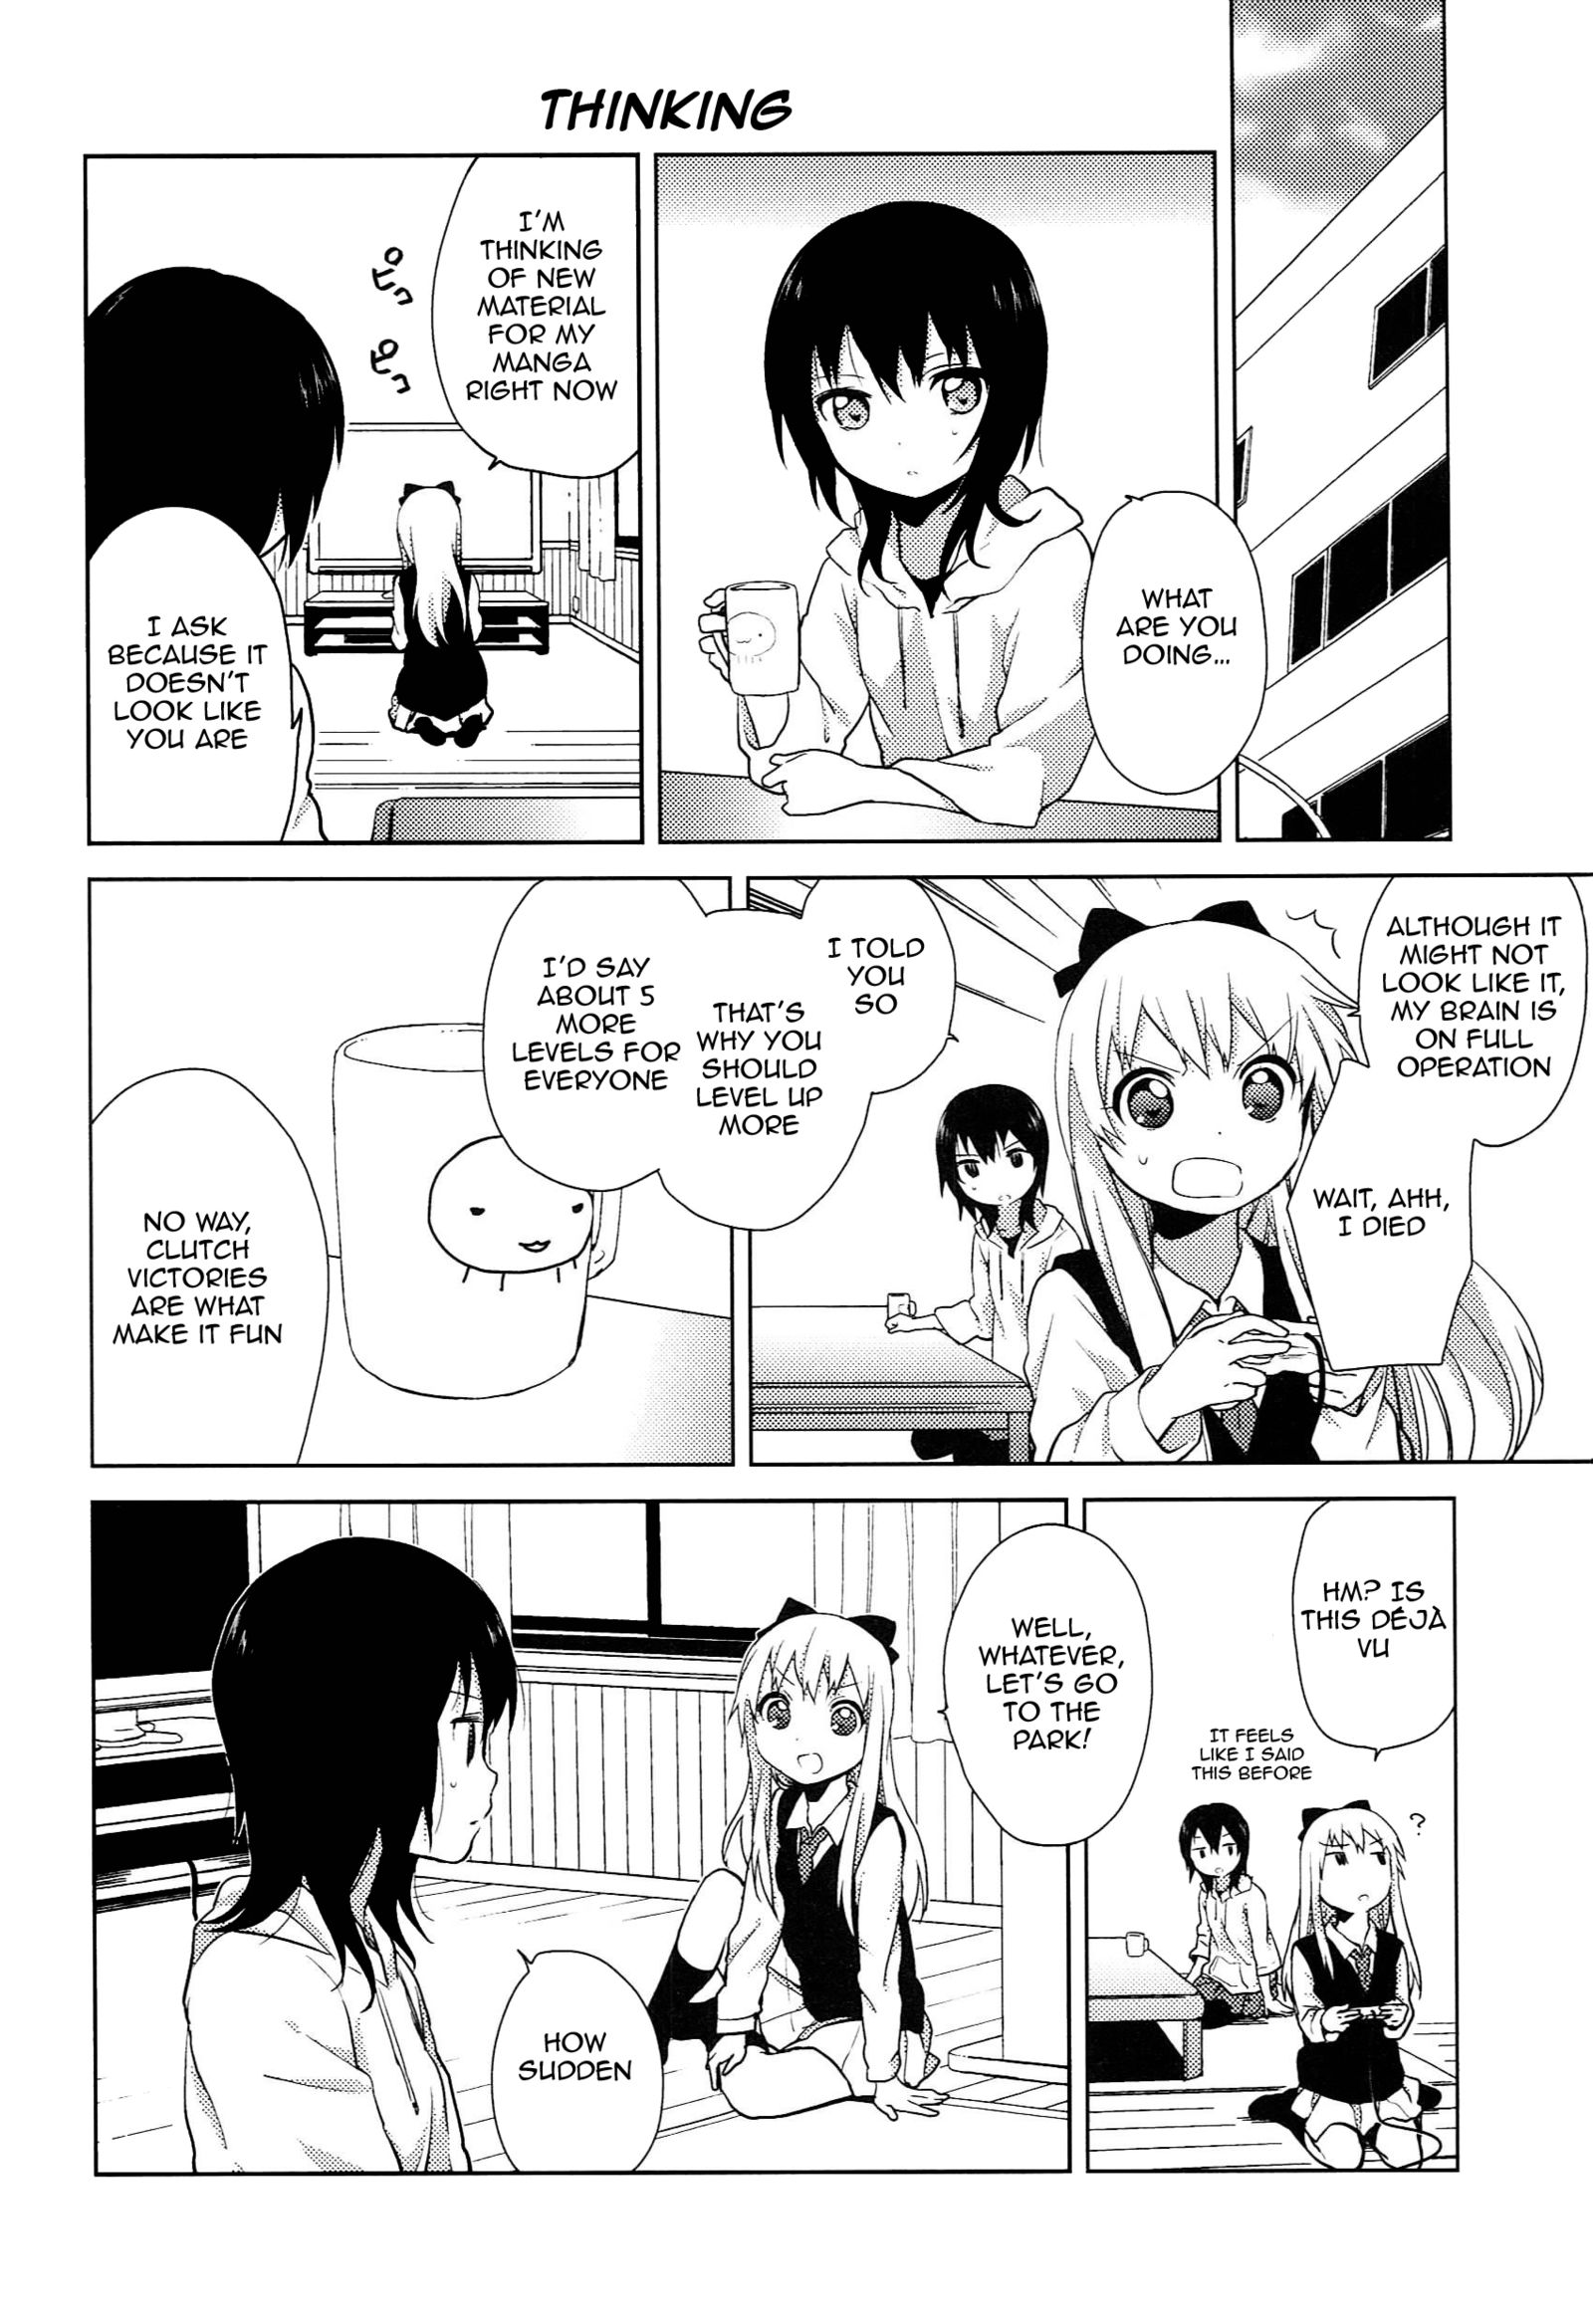 THINKING
WHAT
ARE YOU
DOING...
I'M
THINKING
OF NEW
MATERIAL
FOR MY
MANGA
RIGHT NOW
ピコ
ピコ
I ASK
BECAUSE IT
DOESN'T
LOOK LIKE
YOU ARE
ALTHOUGH IT
MIGHT NOT
LOOK LIKE IT,
MY BRAIN IS
ON FULL
OPERATION
WAIT, AHH,
I DIED
I TOLD
YOU
SO
THAT'S
WHY YOU
SHOULD
LEVEL UP
MORE
I'D SAY
ABOUT 5
MORE
LEVELS FOR
EVERYONE
NO WAY,
CLUTCH
VICTORIES
ARE WHAT
MAKE IT FUN
HM? IS
THIS DÉJÀ
VU
?
IT FEELS
LIKE I SAID
THIS BEFORE
WELL,
WHATEVER,
LET'S GO
TO THE
PARK!
HOW
SUDDEN